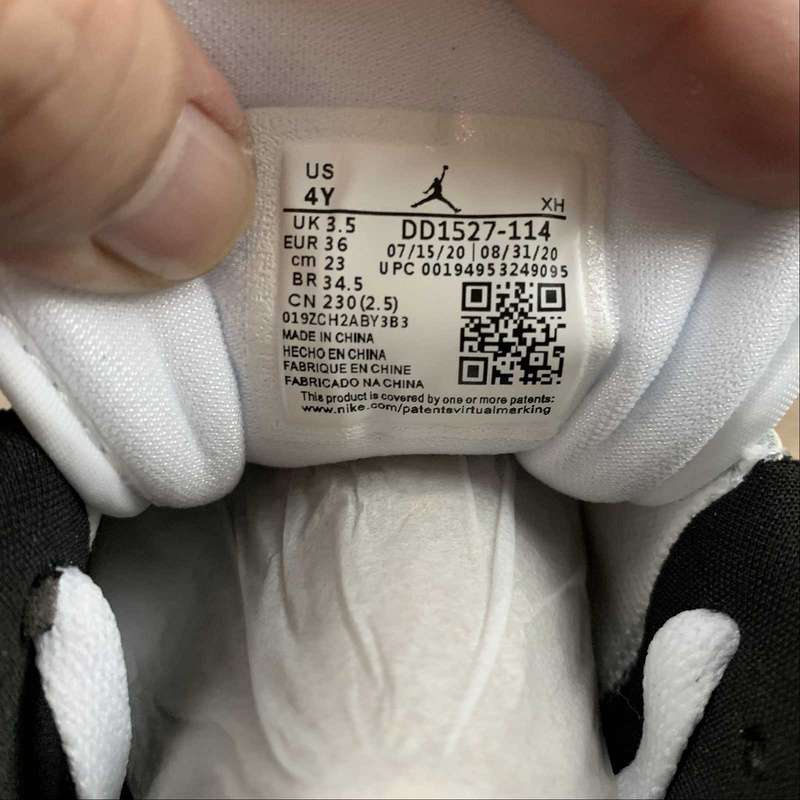 US
4Y
XH
UK 3.5
EUR 36
cm 23
BR 34.5
CN 230 (2.5)
019ZCH2ABY3B3
DD1527-114
07/15/20 | 08/31/20
UPC 00194953249095
MADE IN CHINA
HECHO EN CHINA
FABRIQUE EN CHINE
FABRICADO NA CHINA
This product is covered by one or more patents:
www.nike.com/patentsvirtualmarking